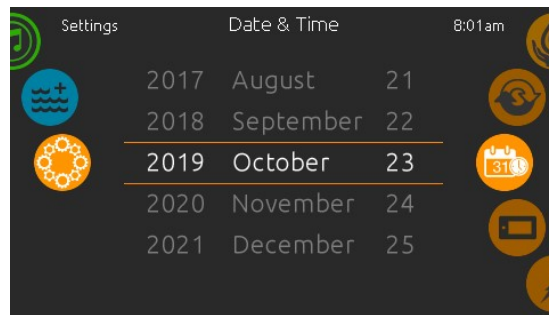 Settings Date & Time 8:01am
2017 August 21
2018 September 22
2019 October 23
31
2020 November 24
2021 December 25